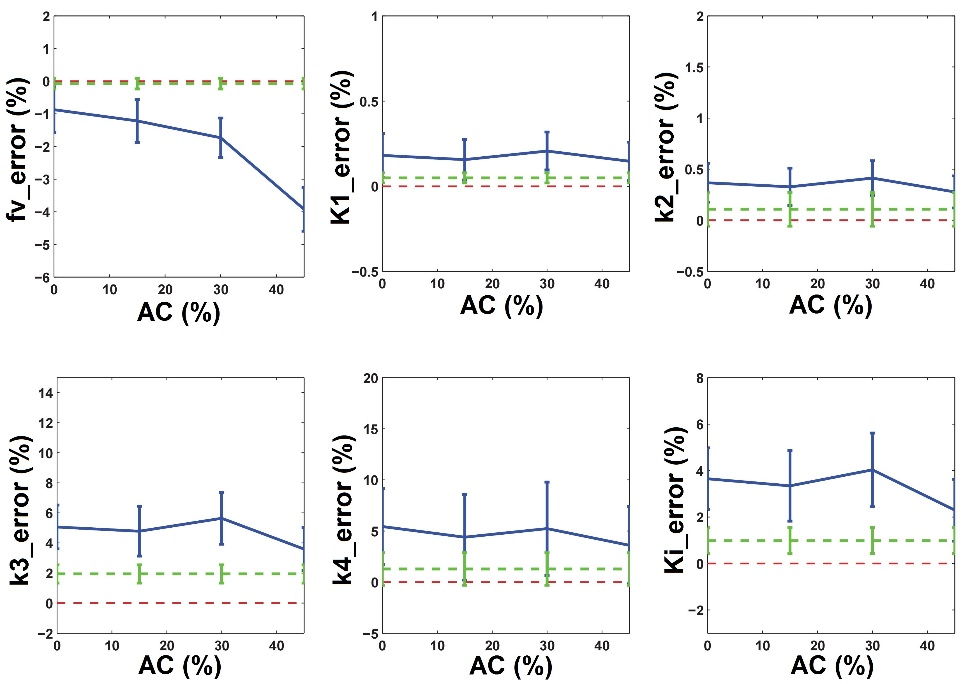 2
1
0
−1
−2
−3
−4
−5
−6
0 10 20 30 40
fv_error (%)
AC (%)
1
0.5
0
−0.5
0 10 20 30 40
K1_error (%)
AC (%)
2
1.5
1
0.5
0
−0.5
0 10 20 30 40
k2_error (%)
AC (%)
14
12
10
8
6
4
2
0
−2
0 10 20 30 40
k3_error (%)
AC (%)
20
15
10
5
0
−5
0 10 20 30 40
k4_error (%)
AC (%)
8
6
4
2
0
−2
0 10 20 30 40
Ki_error (%)
AC (%)